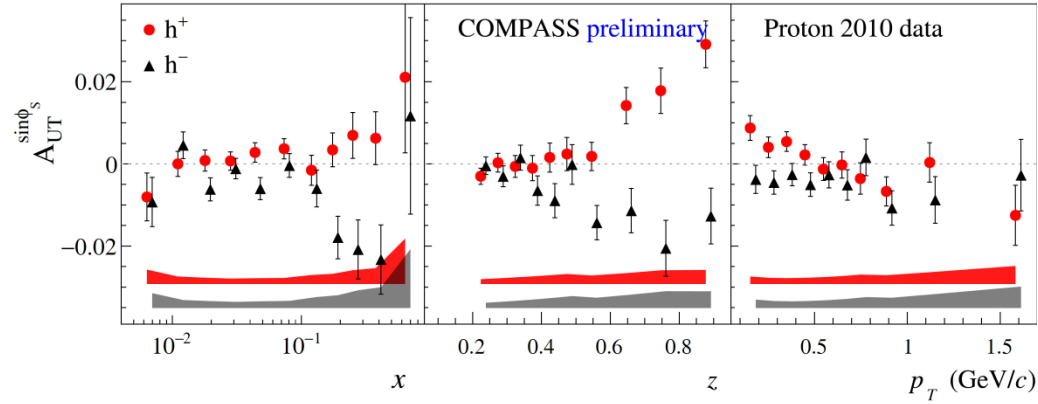 h⁺
h⁻
COMPASS preliminary
Proton 2010 data
A_UT^sinϕ_S
0.02
0
−0.02
10⁻² 10⁻¹
0.2 0.4 0.6 0.8
0.5 1 1.5
x
z
p_T (GeV/c)